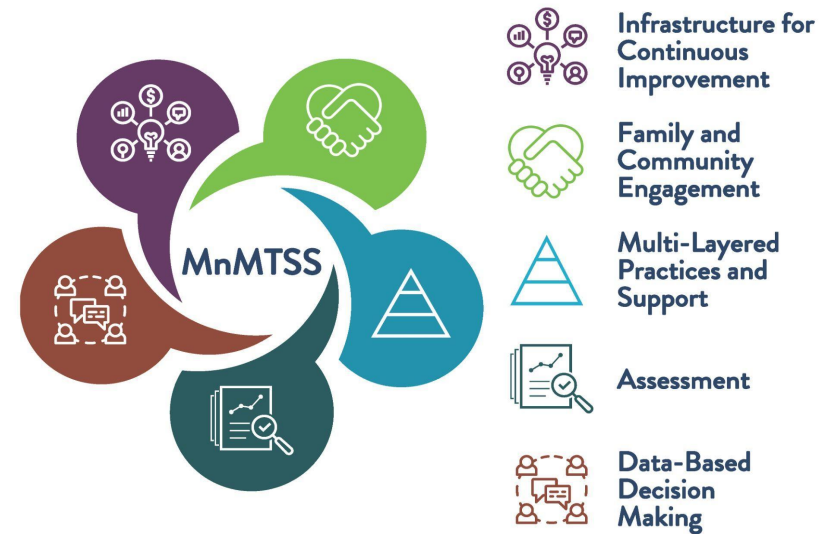 MnMTSS
Infrastructure for
Continuous
Improvement
Family and
Community
Engagement
Multi-Layered
Practices and
Support
Assessment
Data-Based
Decision
Making